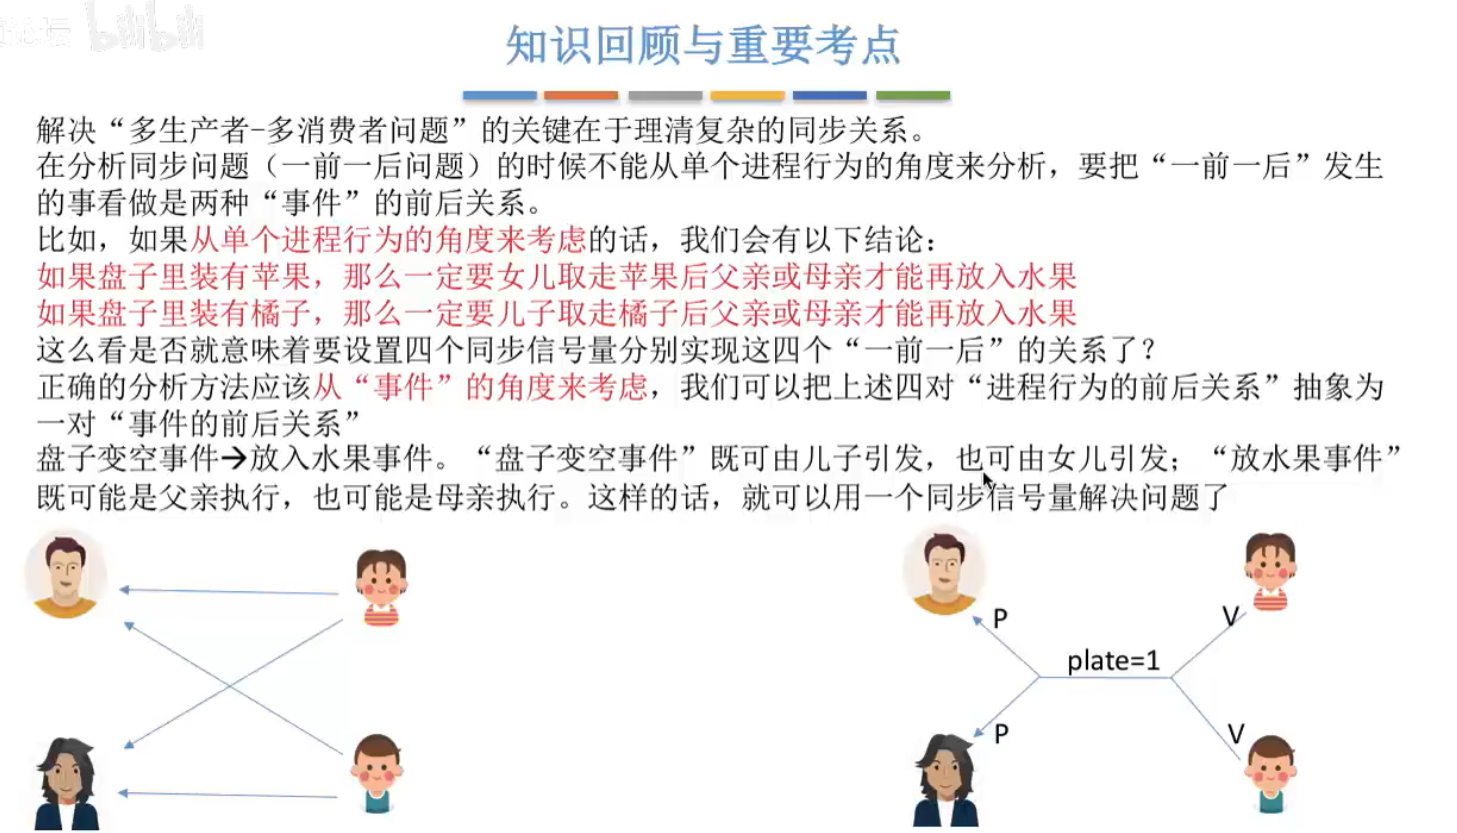 论坛 bilibili
知识回顾与重要考点
解决“多生产者-多消费者问题”的关键在于理清复杂的同步关系。
在分析同步问题（一前一后问题）的时候不能从单个进程行为的角度来分析，要把“一前一后”发生
的事看做是两种“事件”的前后关系。
比如，如果从单个进程行为的角度来考虑的话，我们会有以下结论：
如果盘子里装有苹果，那么一定要女儿取走苹果后父亲或母亲才能再放入水果
如果盘子里装有橘子，那么一定要儿子取走橘子后父亲或母亲才能再放入水果
这么看是否就意味着要设置四个同步信号量分别实现这四个“一前一后”的关系了？
正确的分析方法应该从“事件”的角度来考虑，我们可以把上述四对“进程行为的前后关系”抽象为
一对“事件的前后关系”
盘子变空事件→放入水果事件。“盘子变空事件”既可由儿子引发，也可由女儿引发；“放水果事件”
既可能是父亲执行，也可能是母亲执行。这样的话，就可以用一个同步信号量解决问题了
P
V
plate=1
P
V